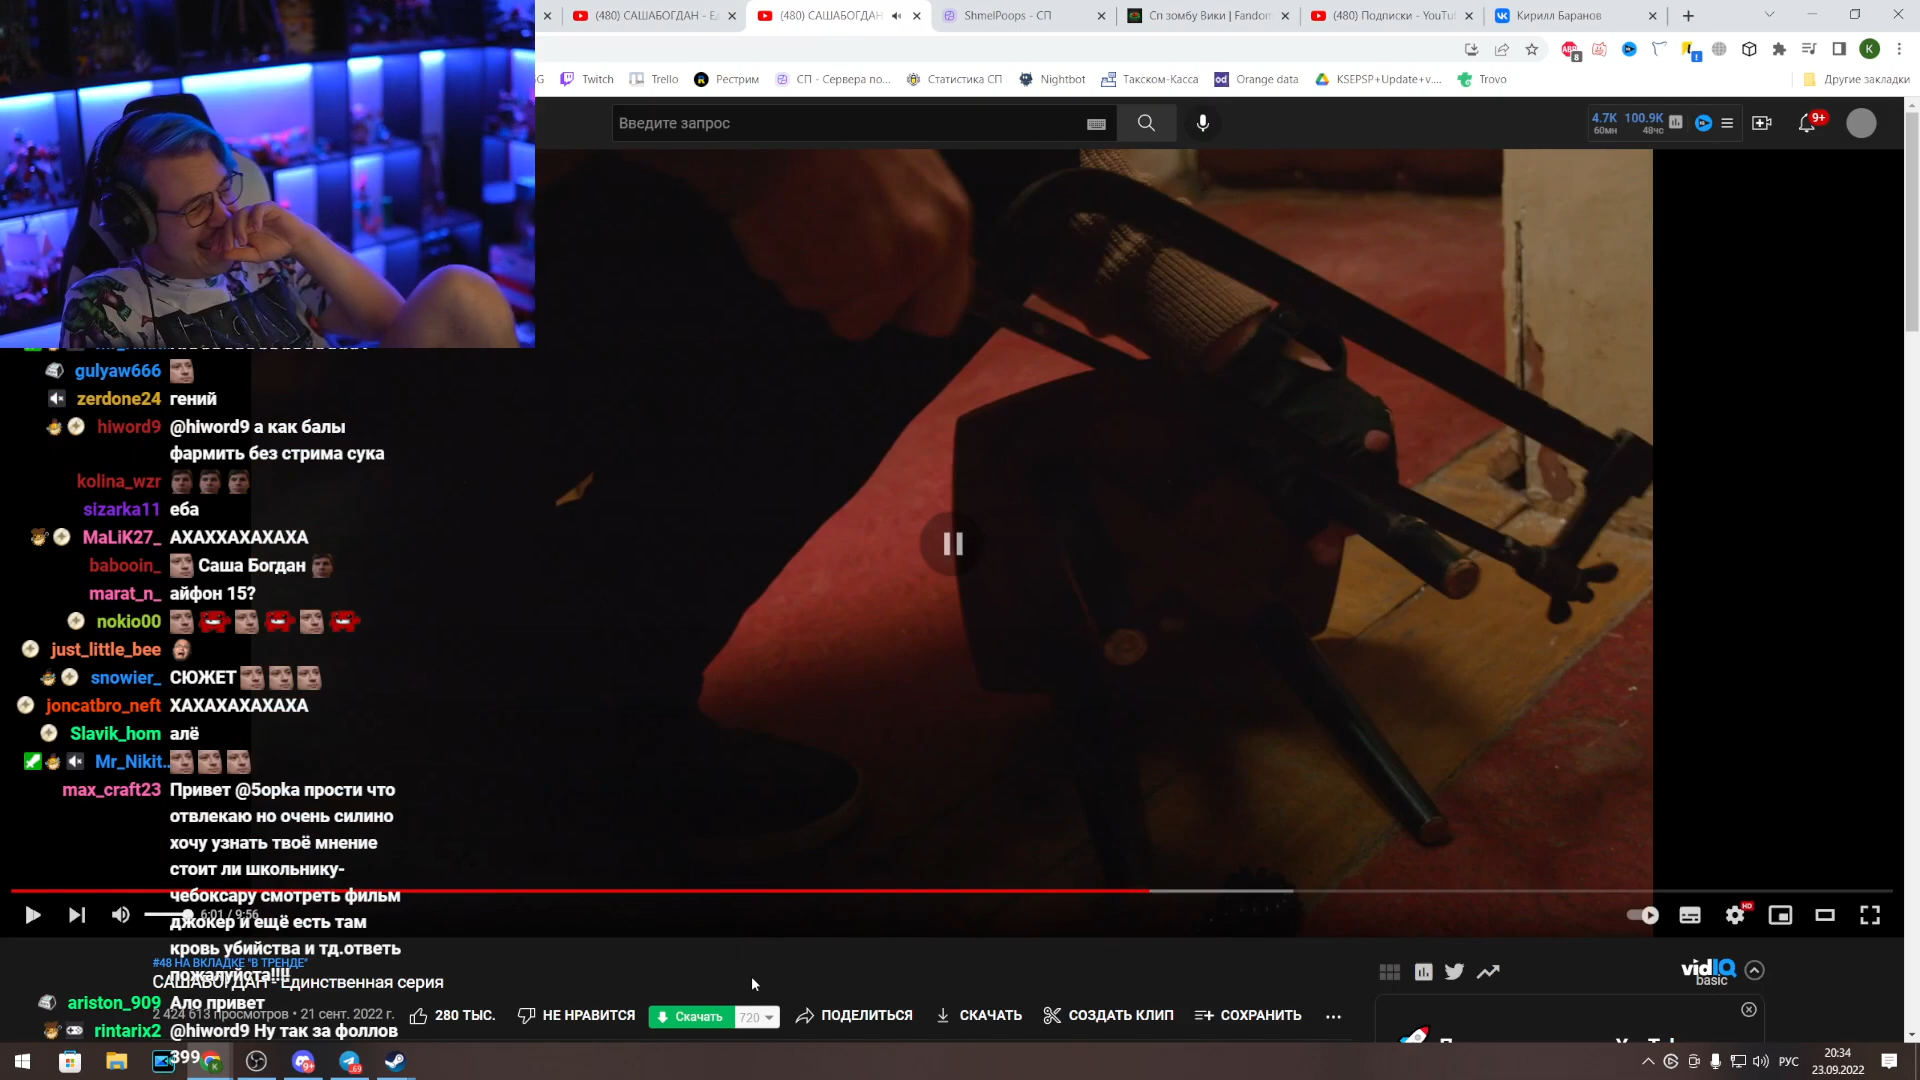 (480) САШАБОГДАН - Е
(480) САШАБОГДАН
ShmelPoops - СП
Сп зомбу Вики | Fandom
(480) Подписки - YouTu
Кирилл Баранов
Twitch
Trello
Рестрим
СП - Сервера по...
Статистика СП
Nightbot
Такском-Касса
Orange data
KSEPSP+Update+v....
Trovo
Другие закладки
Введите запрос
4.7K 100.9K
60мн 48чс
9+
gulyaw666
zerdone24 гений
hiword9 @hiword9 а как балы
фармить без стрима сука
kolina_wzr
sizarka11 еба
MaLiK27_ АХАХХАХАХАХА
babooin_ Саша Богдан
marat_n_ айфон 15?
nokio00
just_little_bee
snowier_ СЮЖЕТ
joncatbro_neft ХАХАХАХАХАХА
Slavik_hom алё
Mr_Nikit..
max_craft23 Привет @5opka прости что
отвлекаю но очень силино
хочу узнать твоё мнение
стоит ли школьнику-
чебоксару смотреть фильм
6:01 / 9:56
джокер и ещё есть там
кровь убийства и тд.ответь
#48 НА ВКЛАДКЕ "В ТРЕНДЕ"
пожалуйста!!!!
САШАБОГДАН - Единственная серия
vidIQ
basic
ariston_909 Ало привет
2 424 613 просмотров • 21 сент. 2022 г.
280 ТЫС.
НЕ НРАВИТСЯ
Скачать 720
ПОДЕЛИТЬСЯ
СКАЧАТЬ
СОЗДАТЬ КЛИП
СОХРАНИТЬ
rintarix2 @hiword9 Ну так за фоллов
399
РУС
20:34
23.09.2022